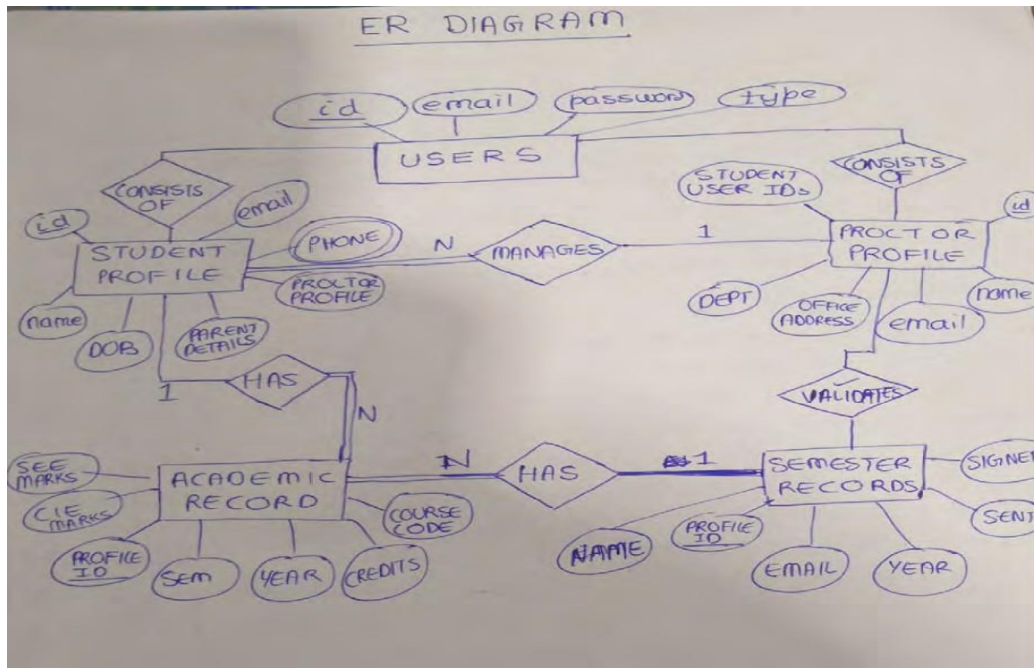 ER DIAGRAM
id
email
password
type
USERS
CONSISTS
OF
CONSISTS
OF
STUDENT
USER IDs
id
email
id
STUDENT
PROFILE
PHONE
N
MANAGES
1
PROCTOR
PROFILE
PROCTOR
PROFILE
DEPT
OFFICE
ADDRESS
email
name
name
DOB
PARENT
DETAILS
1
HAS
N
VALIDATES
SEE
MARKS
CIE
MARKS
ACADEMIC
RECORD
N
HAS
1
SEMESTER
RECORDS
SIGNED
SENT
COURSE
CODE
PROFILE
ID
SEM
YEAR
CREDITS
NAME
PROFILE
ID
EMAIL
YEAR